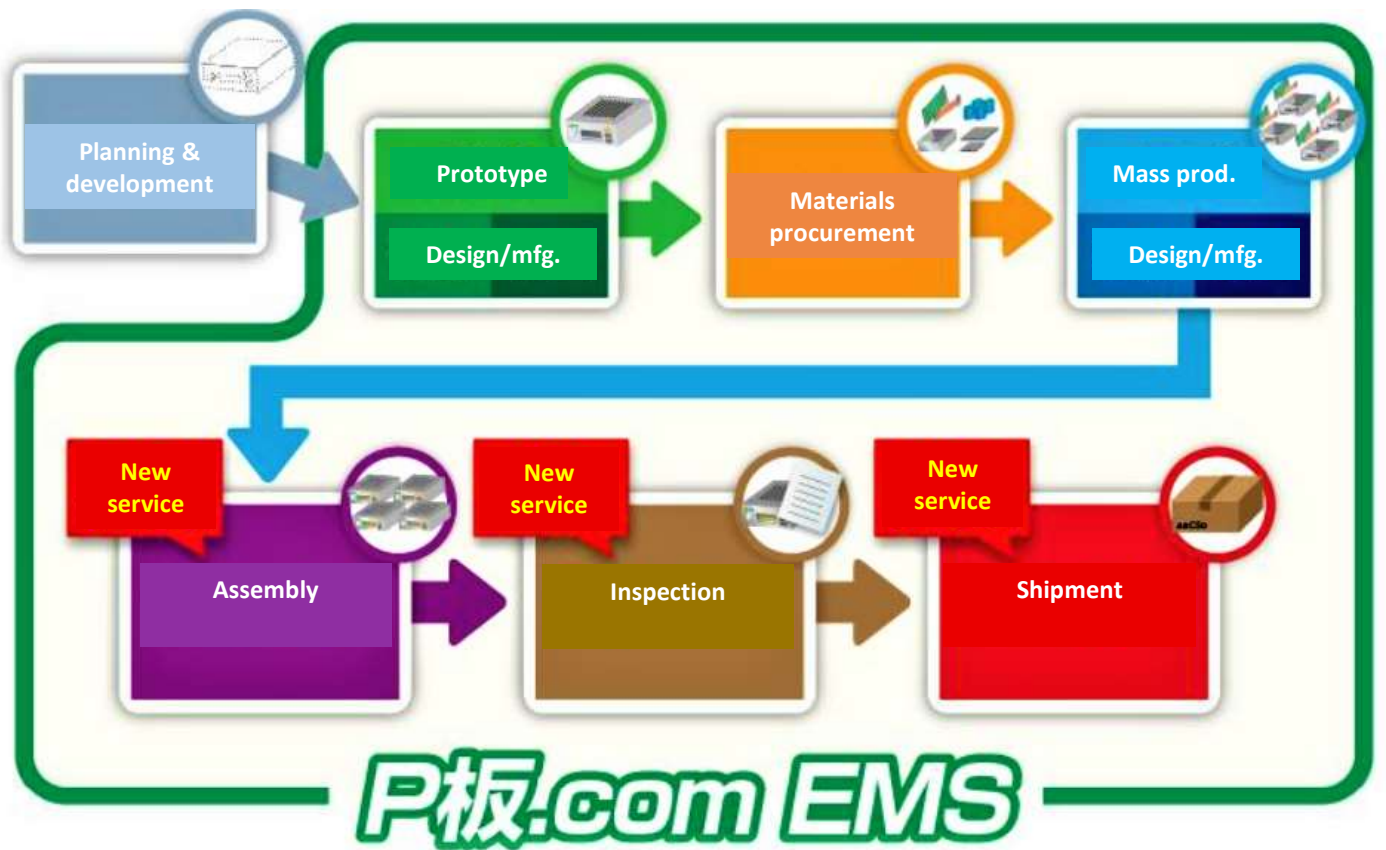 Planning &
development
Prototype
Design/mfg.
Materials
procurement
Mass prod.
Design/mfg.
New
service
Assembly
New
service
Inspection
New
service
Shipment
P板.com EMS